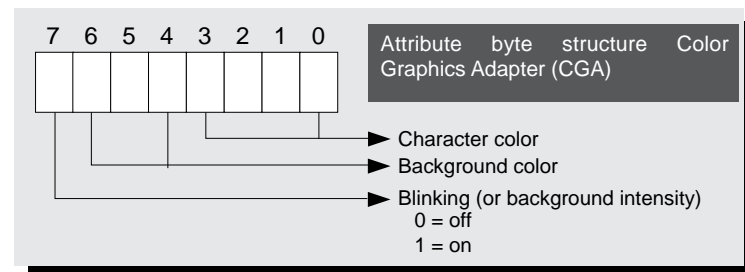 7 6 5 4 3 2 1 0
Attribute byte structure Color
Graphics Adapter (CGA)
Character color
Background color
Blinking (or background intensity)
0 = off
1 = on